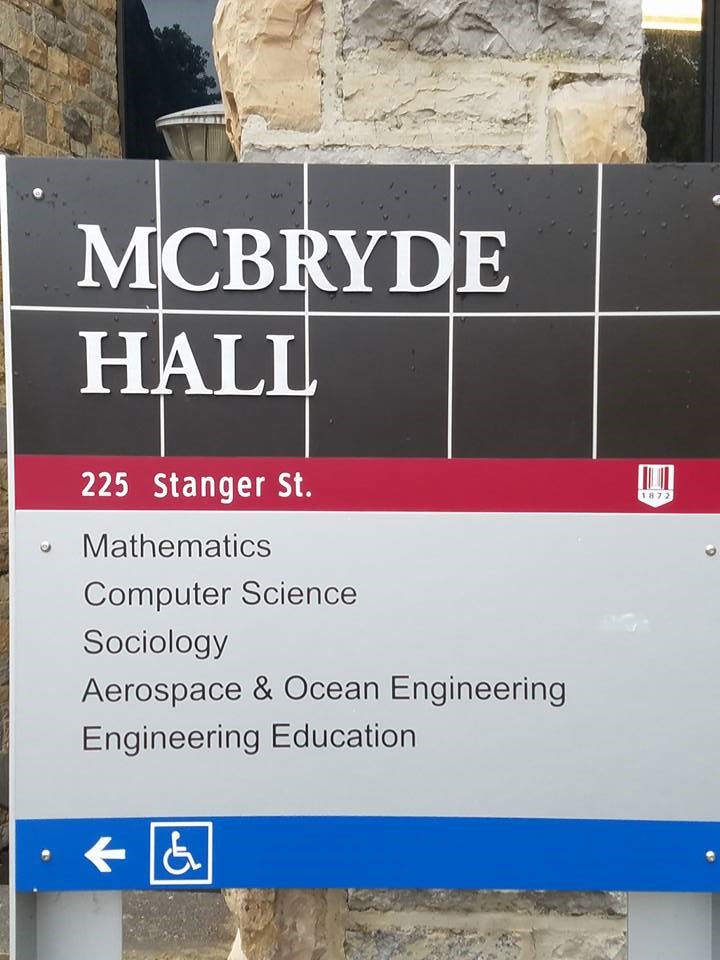 MCBRYDE
HALL
225 Stanger St.
1872
Mathematics
Computer Science
Sociology
Aerospace & Ocean Engineering
Engineering Education